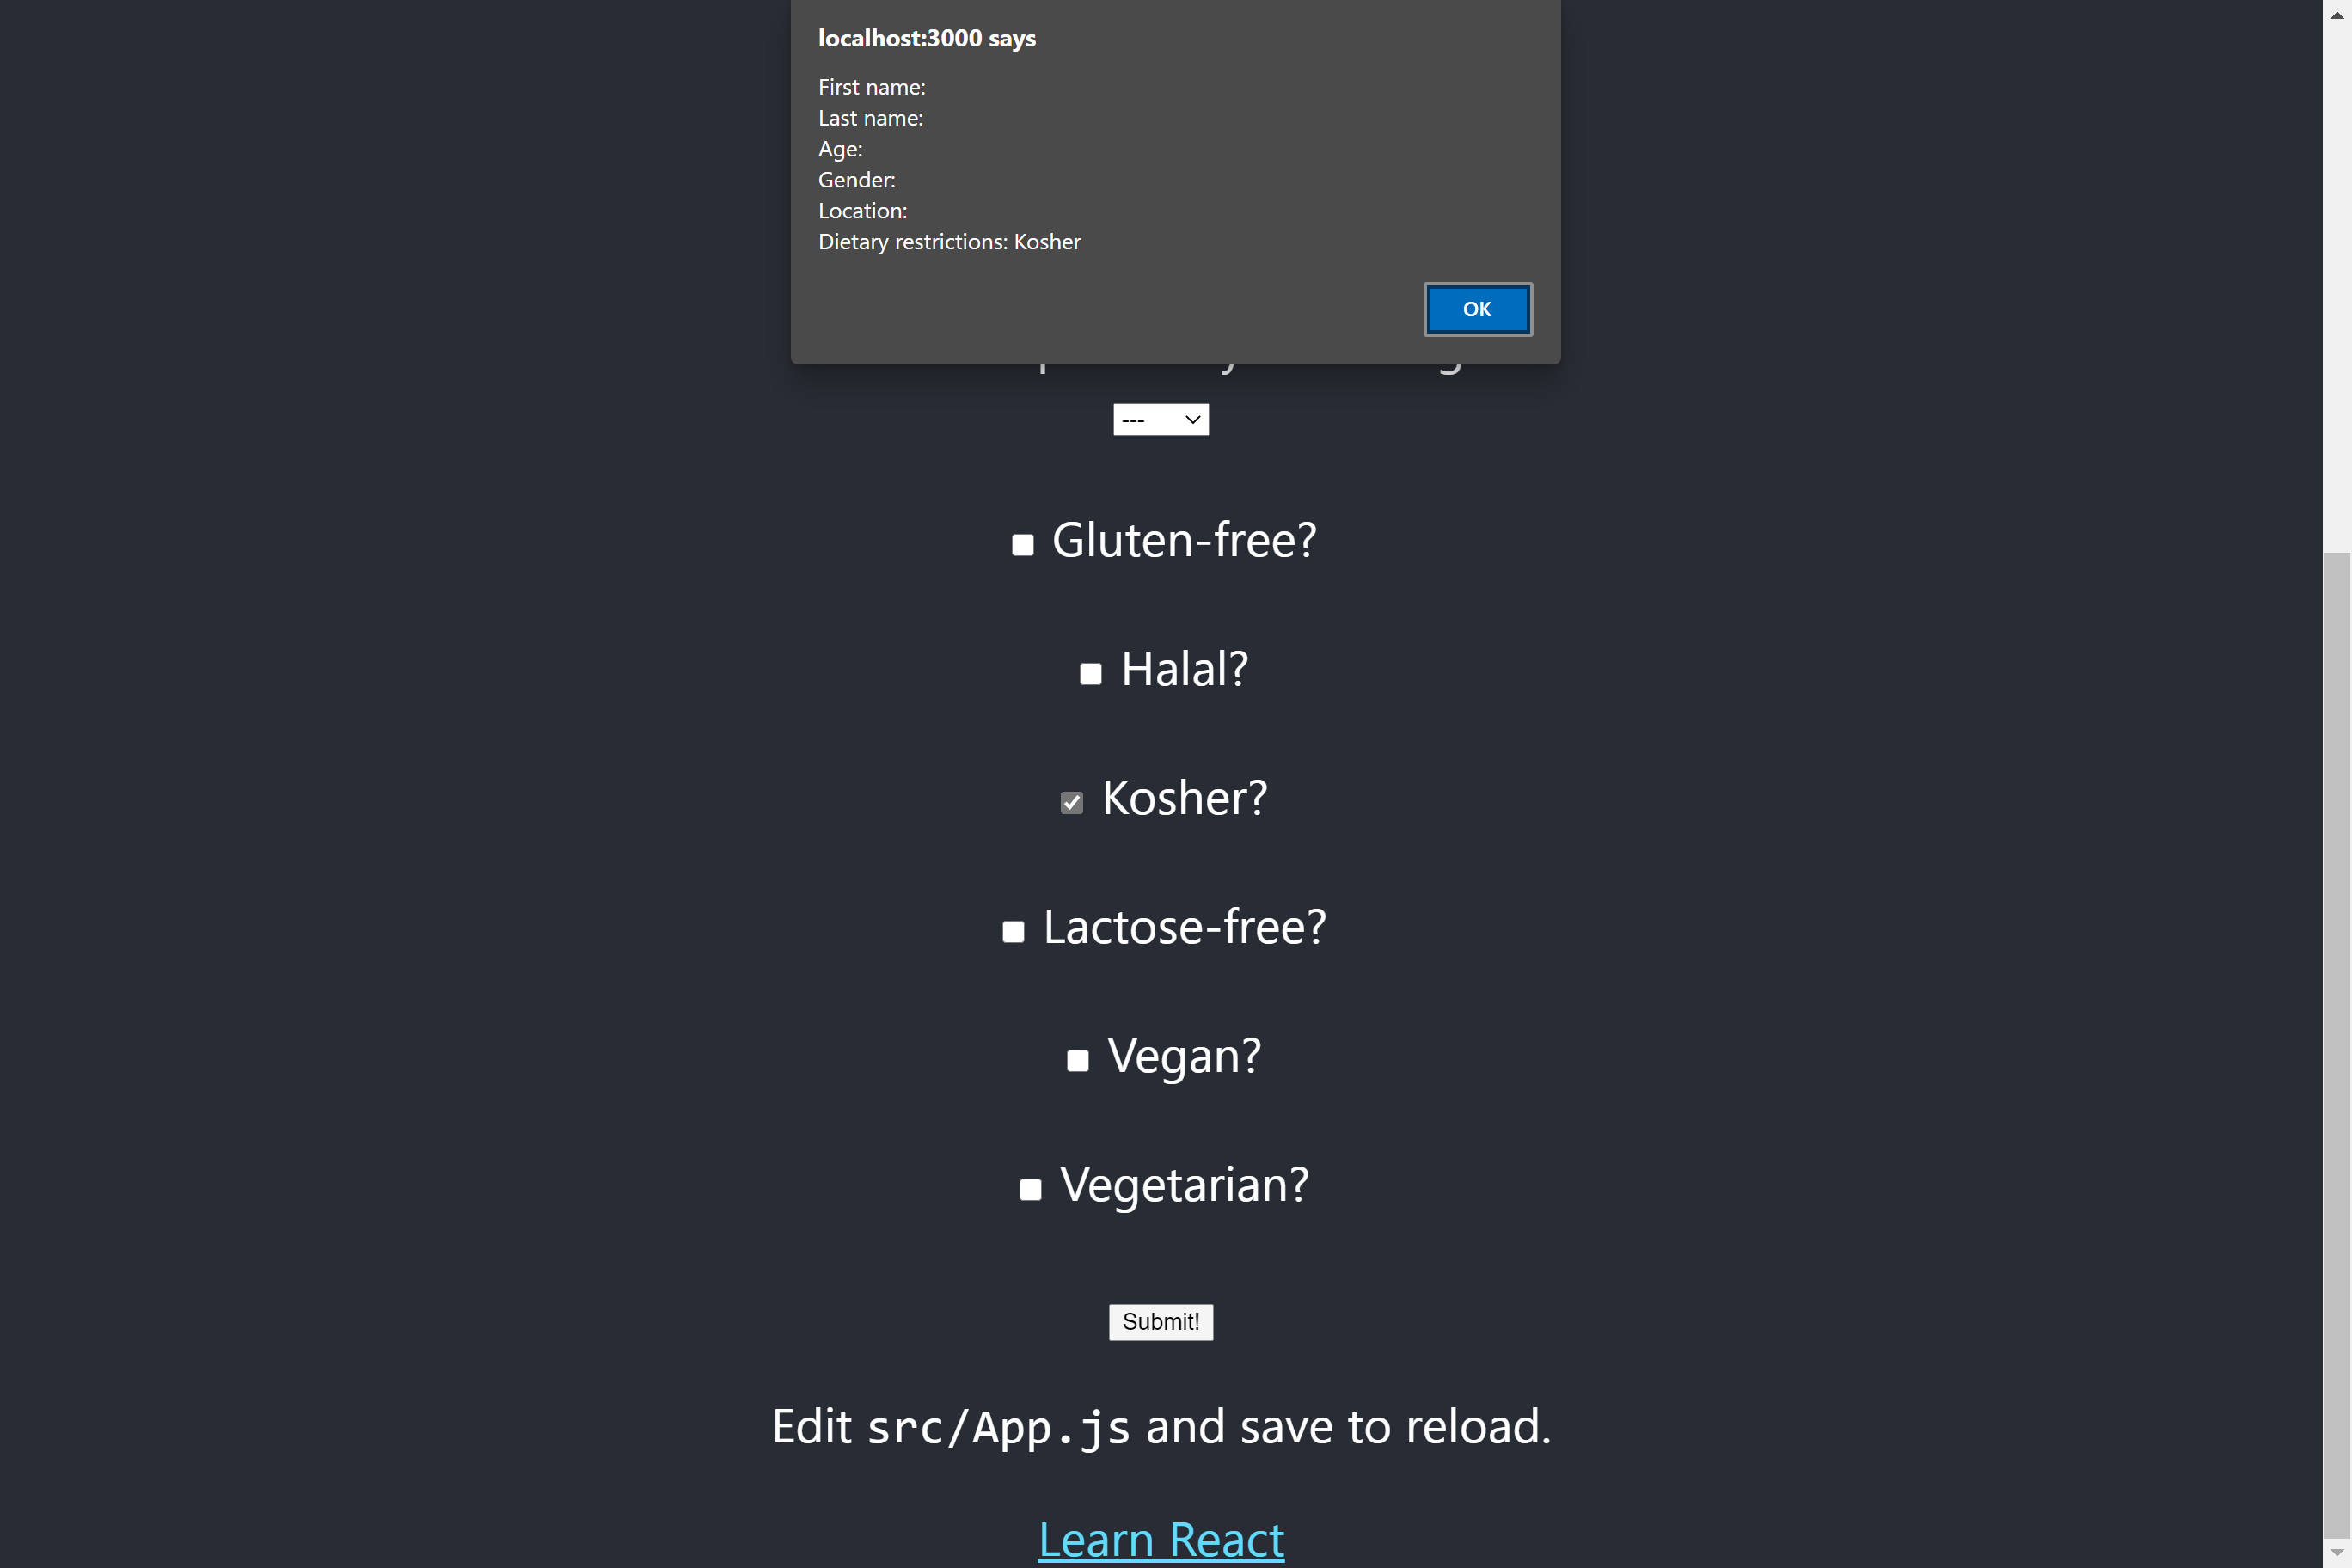 localhost:3000 says
First name:
Last name:
Age:
Gender:
Location:
Dietary restrictions: Kosher
OK
---
Gluten-free?
Halal?
Kosher?
Lactose-free?
Vegan?
Vegetarian?
Submit!
Edit src/App.js and save to reload.
Learn React